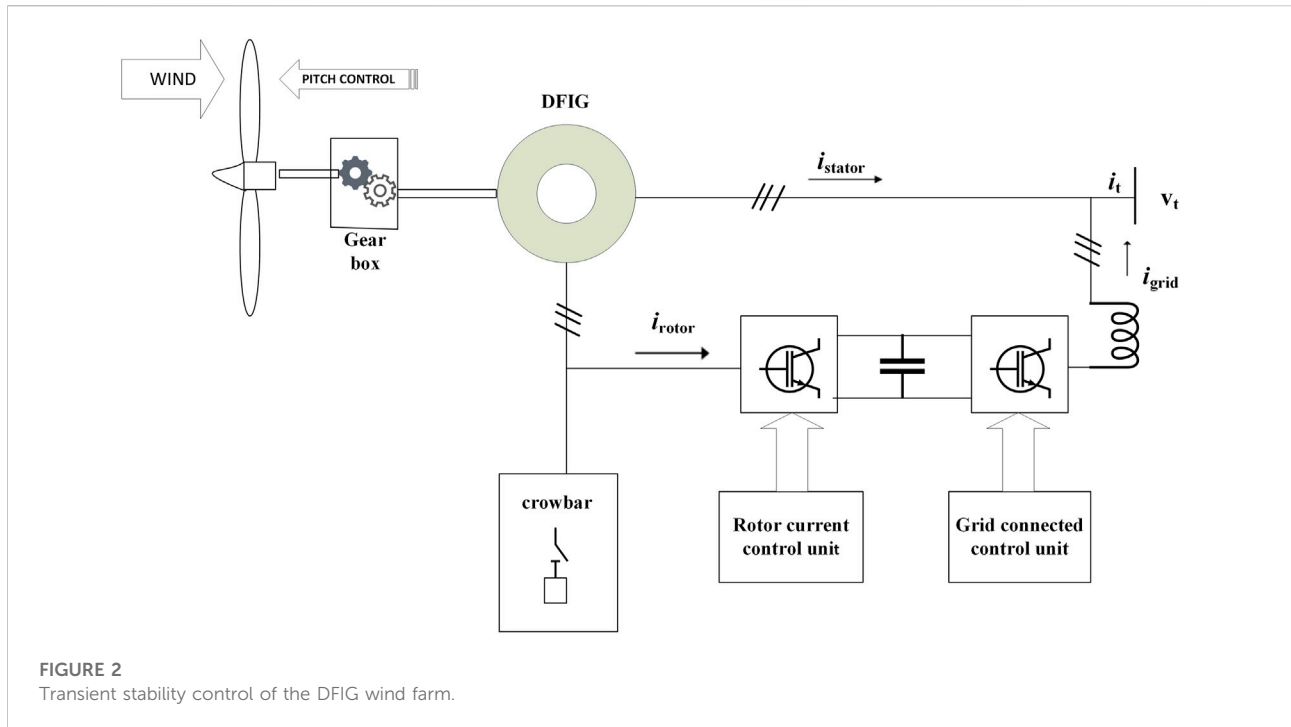 WIND
PITCH CONTROL
DFIG
Gear
box
i_stator
i_t
v_t
i_grid
i_rotor
crowbar
Rotor current
control unit
Grid connected
control unit
FIGURE 2
Transient stability control of the DFIG wind farm.